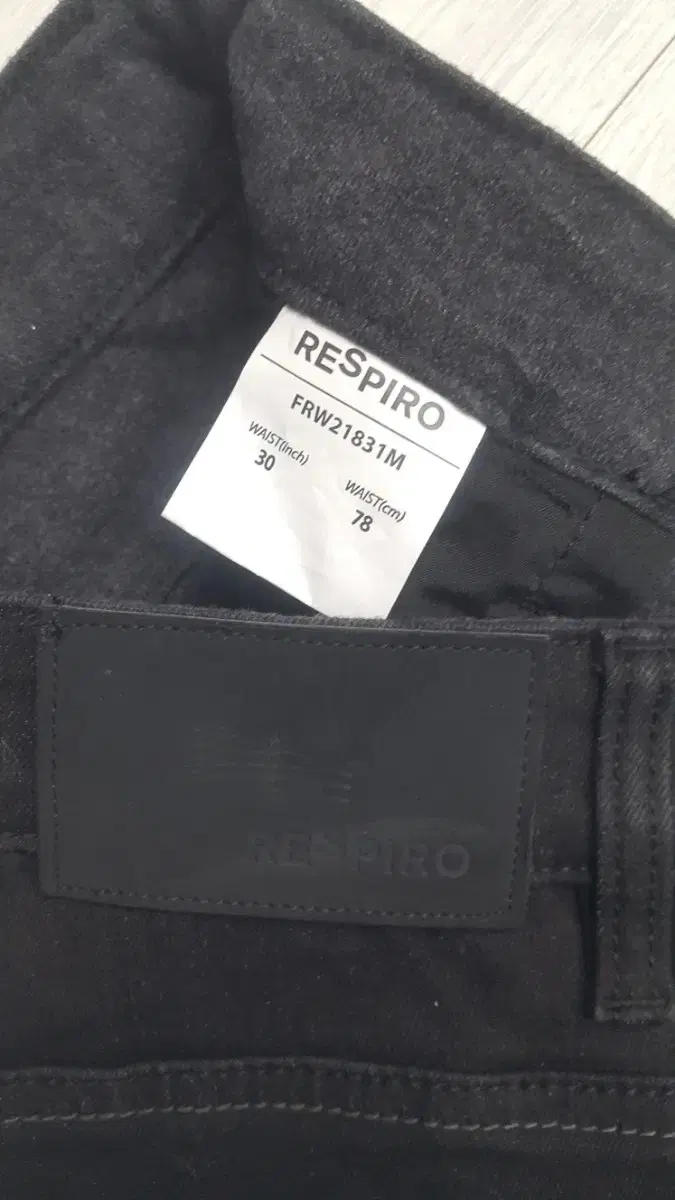 RESPIRO
FRW21831M
WAIST(inch)
30
WAIST(cm)
78
RESPIRO